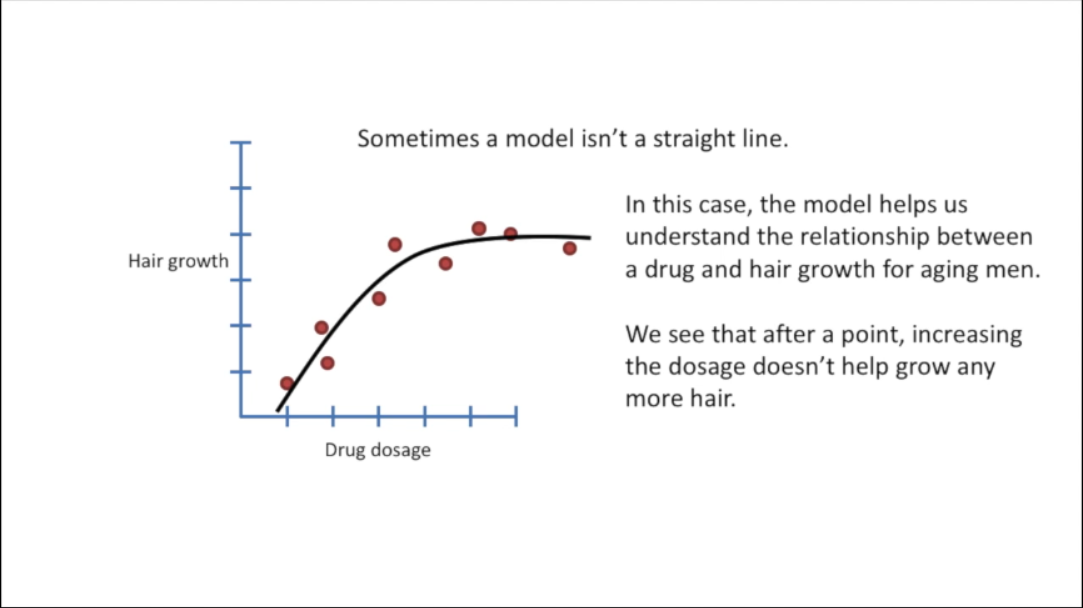 Sometimes a model isn’t a straight line.
In this case, the model helps us
understand the relationship between
a drug and hair growth for aging men.
We see that after a point, increasing
the dosage doesn’t help grow any
more hair.
Hair growth
Drug dosage